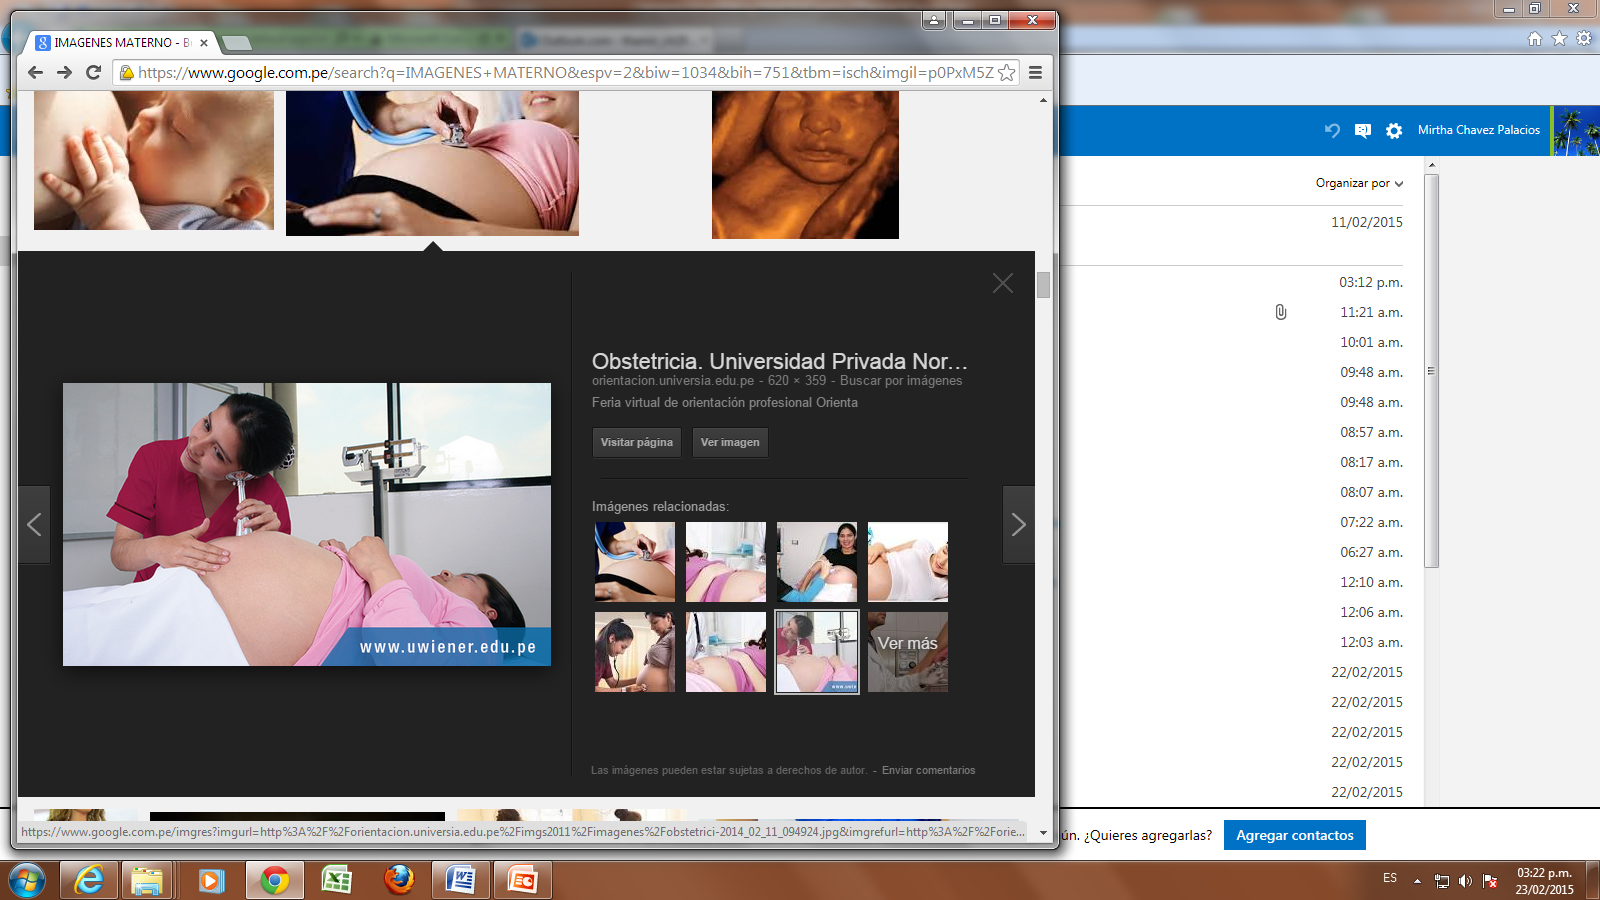 IMAGENES MATERNO - B
https://www.google.com.pe/search?q=IMAGENES+MATERNO&espv=2&biw=1034&bih=751&tbm=isch&imgil=p0PxM5Z
Mirtha Chavez Palacios
Organizar por
11/02/2015
03:12 p.m.
11:21 a.m.
10:01 a.m.
09:48 a.m.
09:48 a.m.
08:57 a.m.
08:17 a.m.
08:07 a.m.
07:22 a.m.
06:27 a.m.
12:10 a.m.
12:06 a.m.
12:03 a.m.
22/02/2015
22/02/2015
22/02/2015
22/02/2015
22/02/2015
Obstetricia. Universidad Privada Nor...
orientacion.universia.edu.pe - 620 × 359 - Buscar por imágenes
Feria virtual de orientación profesional Orienta
Visitar página
Ver imagen
Imágenes relacionadas:
Ver más
www.uwiener.edu.pe
Las imágenes pueden estar sujetas a derechos de autor. - Enviar comentarios
https://www.google.com.pe/imgres?imgurl=http%3A%2F%2Forientacion.universia.edu.pe%2Fimgs2011%2Fimagenes%2Fobstetrici-2014_02_11_094924.jpg&imgrefurl=http%3A%2F%2Forie...
ún. ¿Quieres agregarlas?
Agregar contactos
ES
03:22 p.m.
23/02/2015